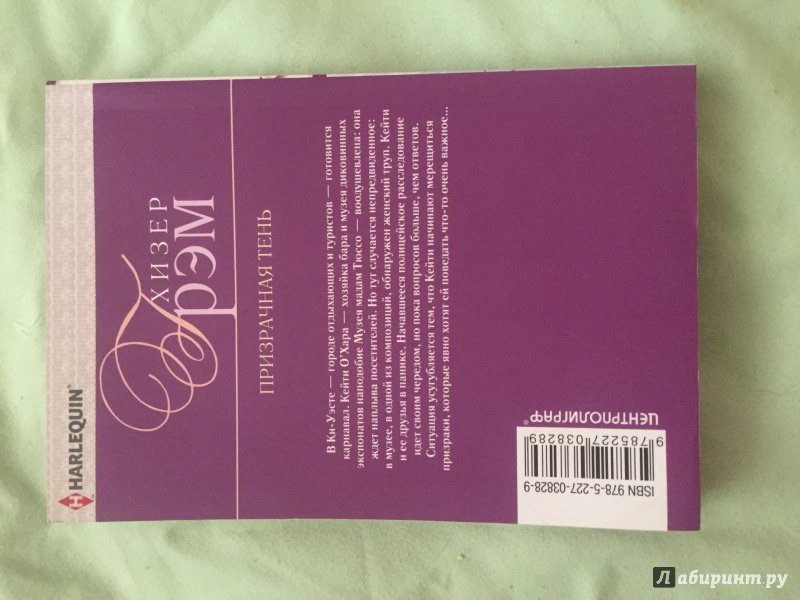 HARLEQUIN®
ХИЗЕР
ГРЭМ
ПРИЗРАЧНАЯ ТЕНЬ
В Ки-Уэсте — городе отдыхающих и туристов — готовится
карнавал. Кейти О'Хара — хозяйка бара и музея диковинных
экспонатов наподобие Музея мадам Тюссо — воодушевлена: она
ждет наплыва посетителей. Но тут случается непредвиденное:
в музее, в одной из композиций, обнаружен женский труп. Кейти
и ее друзья в панике. Начавшееся полицейское расследование
идет своим чередом, но пока вопросов больше, чем ответов.
Ситуация усугубляется тем, что Кейти начинают мерещиться
призраки, которые явно хотят ей поведать что-то очень важное...
ЦЕНТРПОЛИГРАФ®
ISBN 978-5-227-03828-9
9785227038289
Лабиринт.ру